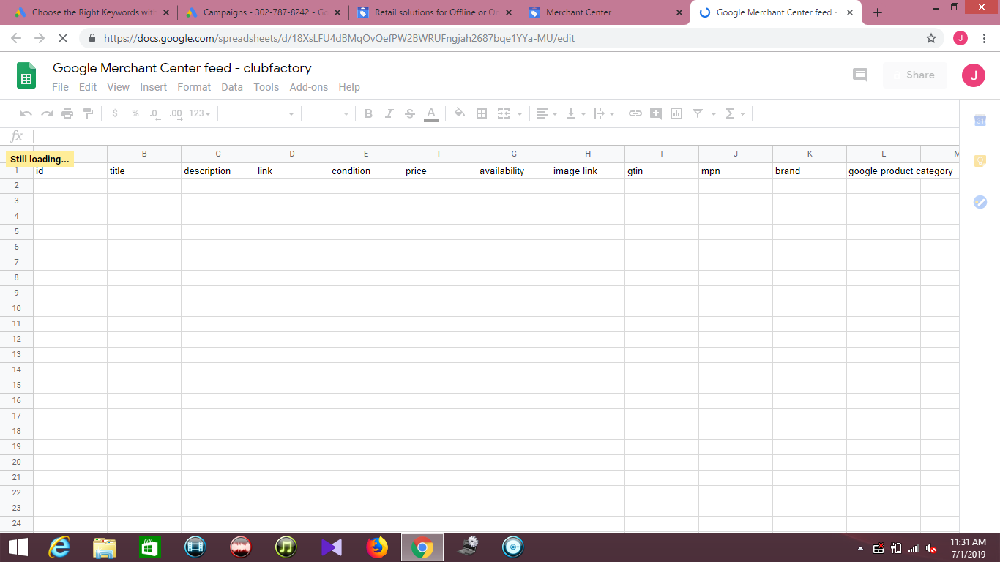 Choose the Right Keywords with
Campaigns - 302-787-8242 - Go
Retail solutions for Offline or On
Merchant Center
Google Merchant Center feed -
https://docs.google.com/spreadsheets/d/18XsLFU4dBMqOvQefPW2BWRUFngjah2687bqe1YYa-MU/edit
J
Google Merchant Center feed - clubfactory
Share
J
File Edit View Insert Format Data Tools Add-ons Help
$ % .0 .00 123 B I S A Σ
31
fx
B C D E F G H I J K L M
Still loading...
1 id title description link condition price availability image link gtin mpn brand google product category
2
3
4
5
6
7
8
9
10
11
12
13
14
15
16
17
18
19
20
21
22
23
24
11:31 AM
7/1/2019